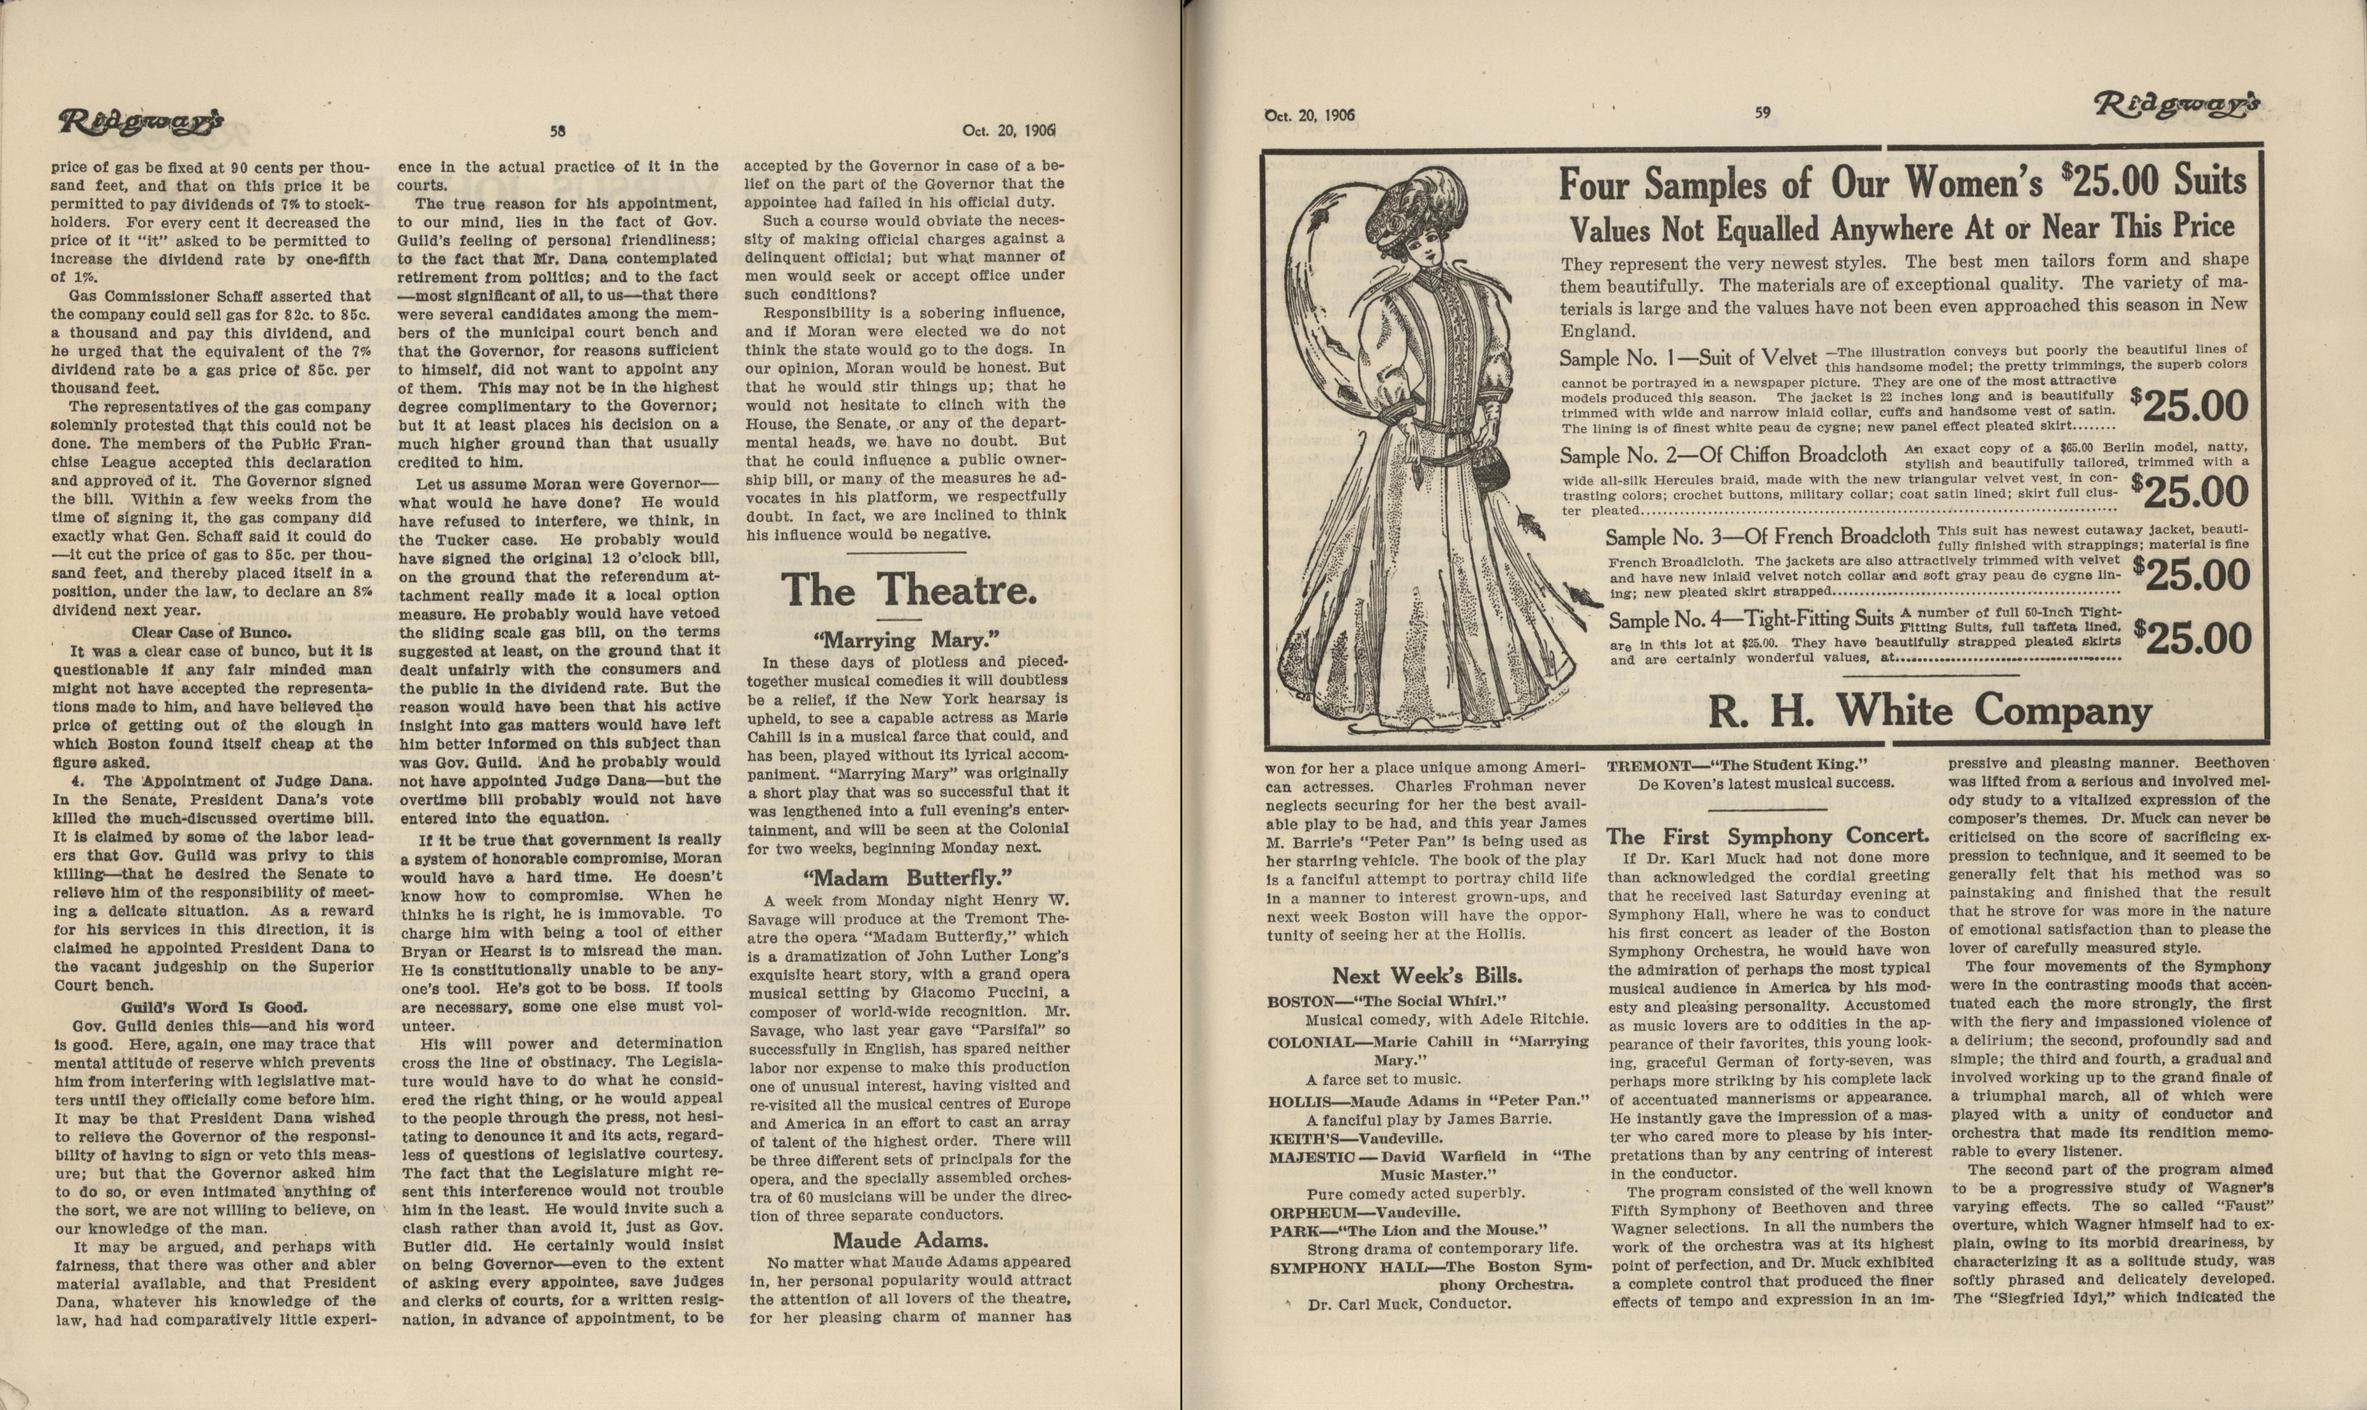 Ridgway's
58
Oct. 20, 1906
price of gas be fixed at 90 cents per thou-
sand feet, and that on this price it be
permitted to pay dividends of 7% to stock-
holders. For every cent it decreased the
price of it "it" asked to be permitted to
increase the dividend rate by one-fifth
of 1%.
Gas Commissioner Schaff asserted that
the company could sell gas for 82c. to 85c.
a thousand and pay this dividend, and
he urged that the equivalent of the 7%
dividend rate be a gas price of 85c. per
thousand feet.
The representatives of the gas company
solemnly protested that this could not be
done. The members of the Public Fran-
chise League accepted this declaration
and approved of it. The Governor signed
the bill. Within a few weeks from the
time of signing it, the gas company did
exactly what Gen. Schaff said it could do
—it cut the price of gas to 85c. per thou-
sand feet, and thereby placed itself in a
position, under the law, to declare an 8%
dividend next year.
Clear Case of Bunco.
It was a clear case of bunco, but it is
questionable if any fair minded man
might not have accepted the representa-
tions made to him, and have believed the
price of getting out of the slough in
which Boston found itself cheap at the
figure asked.
4. The Appointment of Judge Dana.
In the Senate, President Dana's vote
killed the much-discussed overtime bill.
It is claimed by some of the labor lead-
ers that Gov. Guild was privy to this
killing—that he desired the Senate to
relieve him of the responsibility of meet-
ing a delicate situation. As a reward
for his services in this direction, it is
claimed he appointed President Dana to
the vacant judgeship on the Superior
Court bench.
Guild's Word Is Good.
Gov. Guild denies this—and his word
is good. Here, again, one may trace that
mental attitude of reserve which prevents
him from interfering with legislative mat-
ters until they officially come before him.
It may be that President Dana wished
to relieve the Governor of the responsi-
bility of having to sign or veto this meas-
ure; but that the Governor asked him
to do so, or even intimated anything of
the sort, we are not willing to believe, on
our knowledge of the man.
It may be argued, and perhaps with
fairness, that there was other and abler
material available, and that President
Dana, whatever his knowledge of the
law, had had comparatively little experi-
ence in the actual practice of it in the
courts.
The true reason for his appointment,
to our mind, lies in the fact of Gov.
Guild's feeling of personal friendliness;
to the fact that Mr. Dana contemplated
retirement from politics; and to the fact
—most significant of all, to us—that there
were several candidates among the mem-
bers of the municipal court bench and
that the Governor, for reasons sufficient
to himself, did not want to appoint any
of them. This may not be in the highest
degree complimentary to the Governor;
but it at least places his decision on a
much higher ground than that usually
credited to him.
Let us assume Moran were Governor—
what would he have done? He would
have refused to interfere, we think, in
the Tucker case. He probably would
have signed the original 12 o'clock bill,
on the ground that the referendum at-
tachment really made it a local option
measure. He probably would have vetoed
the sliding scale gas bill, on the terms
suggested at least, on the ground that it
dealt unfairly with the consumers and
the public in the dividend rate. But the
reason would have been that his active
insight into gas matters would have left
him better informed on this subject than
was Gov. Guild. And he probably would
not have appointed Judge Dana—but the
overtime bill probably would not have
entered into the equation.
If it be true that government is really
a system of honorable compromise, Moran
would have a hard time. He doesn't
know how to compromise. When he
thinks he is right, he is immovable. To
charge him with being a tool of either
Bryan or Hearst is to misread the man.
He is constitutionally unable to be any-
one's tool. He's got to be boss. If tools
are necessary, some one else must vol-
unteer.
His will power and determination
cross the line of obstinacy. The Legisla-
ture would have to do what he consid-
ered the right thing, or he would appeal
to the people through the press, not hesi-
tating to denounce it and its acts, regard-
less of questions of legislative courtesy.
The fact that the Legislature might re-
sent this interference would not trouble
him in the least. He would invite such a
clash rather than avoid it, just as Gov.
Butler did. He certainly would insist
on being Governor—even to the extent
of asking every appointee, save judges
and clerks of courts, for a written resig-
nation, in advance of appointment, to be
accepted by the Governor in case of a be-
lief on the part of the Governor that the
appointee had failed in his official duty.
Such a course would obviate the neces-
sity of making official charges against a
delinquent official; but what manner of
men would seek or accept office under
such conditions?
Responsibility is a sobering influence,
and if Moran were elected we do not
think the state would go to the dogs. In
our opinion, Moran would be honest. But
that he would stir things up; that he
would not hesitate to clinch with the
House, the Senate, or any of the depart-
mental heads, we have no doubt. But
that he could influence a public owner-
ship bill, or many of the measures he ad-
vocates in his platform, we respectfully
doubt. In fact, we are inclined to think
his influence would be negative.
The Theatre.
"Marrying Mary."
In these days of plotless and pieced-
together musical comedies it will doubtless
be a relief, if the New York hearsay is
upheld, to see a capable actress as Marie
Cahill is in a musical farce that could, and
has been, played without its lyrical accom-
paniment. "Marrying Mary" was originally
a short play that was so successful that it
was lengthened into a full evening's enter-
tainment, and will be seen at the Colonial
for two weeks, beginning Monday next.
"Madam Butterfly."
A week from Monday night Henry W.
Savage will produce at the Tremont The-
atre the opera "Madam Butterfly," which
is a dramatization of John Luther Long's
exquisite heart story, with a grand opera
musical setting by Giacomo Puccini, a
composer of world-wide recognition. Mr.
Savage, who last year gave "Parsifal" so
successfully in English, has spared neither
labor nor expense to make this production
one of unusual interest, having visited and
re-visited all the musical centres of Europe
and America in an effort to cast an array
of talent of the highest order. There will
be three different sets of principals for the
opera, and the specially assembled orches-
tra of 60 musicians will be under the direc-
tion of three separate conductors.
Maude Adams.
No matter what Maude Adams appeared
in, her personal popularity would attract
the attention of all lovers of the theatre,
for her pleasing charm of manner has
Oct. 20, 1906
59
Ridgway's
Four Samples of Our Women's $25.00 Suits
Values Not Equalled Anywhere At or Near This Price
They represent the very newest styles. The best men tailors form and shape
them beautifully. The materials are of exceptional quality. The variety of ma-
terials is large and the values have not been even approached this season in New
England.
Sample No. 1—Suit of Velvet —The illustration conveys but poorly the beautiful lines of
this handsome model; the pretty trimmings, the superb colors
cannot be portrayed in a newspaper picture. They are one of the most attractive
models produced this season. The jacket is 22 inches long and is beautifully
trimmed with wide and narrow inlaid collar, cuffs and handsome vest of satin.
The lining is of finest white peau de cygne; new panel effect pleated skirt........
$25.00
Sample No. 2—Of Chiffon Broadcloth An exact copy of a $65.00 Berlin model, natty,
stylish and beautifully tailored, trimmed with a
wide all-silk Hercules braid, made with the new triangular velvet vest, in con-
trasting colors; crochet buttons, military collar; coat satin lined; skirt full clus-
ter pleated........
$25.00
Sample No. 3—Of French Broadcloth This suit has newest cutaway jacket, beauti-
fully finished with strappings; material is fine
French Broadlcloth. The jackets are also attractively trimmed with velvet
and have new inlaid velvet notch collar and soft gray peau de cygne lin-
ing; new pleated skirt strapped........
$25.00
Sample No. 4—Tight-Fitting Suits A number of full 50-Inch Tight-
Fitting Suits, full taffeta lined,
are in this lot at $25.00. They have beautifully strapped pleated skirts
and are certainly wonderful values, at........
$25.00
R. H. White Company
won for her a place unique among Ameri-
can actresses. Charles Frohman never
neglects securing for her the best avail-
able play to be had, and this year James
M. Barrie's "Peter Pan" is being used as
her starring vehicle. The book of the play
is a fanciful attempt to portray child life
in a manner to interest grown-ups, and
next week Boston will have the oppor-
tunity of seeing her at the Hollis.
Next Week's Bills.
BOSTON—"The Social Whirl."
Musical comedy, with Adele Ritchie.
COLONIAL—Marie Cahill in "Marrying
Mary."
A farce set to music.
HOLLIS—Maude Adams in "Peter Pan."
A fanciful play by James Barrie.
KEITH'S—Vaudeville.
MAJESTIC—David Warfield in "The
Music Master."
Pure comedy acted superbly.
ORPHEUM—Vaudeville.
PARK—"The Lion and the Mouse."
Strong drama of contemporary life.
SYMPHONY HALL—The Boston Sym-
phony Orchestra.
Dr. Carl Muck, Conductor.
TREMONT—"The Student King."
De Koven's latest musical success.
The First Symphony Concert.
If Dr. Karl Muck had not done more
than acknowledged the cordial greeting
that he received last Saturday evening at
Symphony Hall, where he was to conduct
his first concert as leader of the Boston
Symphony Orchestra, he would have won
the admiration of perhaps the most typical
musical audience in America by his mod-
esty and pleasing personality. Accustomed
as music lovers are to oddities in the ap-
pearance of their favorites, this young look-
ing, graceful German of forty-seven, was
perhaps more striking by his complete lack
of accentuated mannerisms or appearance.
He instantly gave the impression of a mas-
ter who cared more to please by his inter-
pretations than by any centring of interest
in the conductor.
The program consisted of the well known
Fifth Symphony of Beethoven and three
Wagner selections. In all the numbers the
work of the orchestra was at its highest
point of perfection, and Dr. Muck exhibited
a complete control that produced the finer
effects of tempo and expression in an im-
pressive and pleasing manner. Beethoven
was lifted from a serious and involved mel-
ody study to a vitalized expression of the
composer's themes. Dr. Muck can never be
criticised on the score of sacrificing ex-
pression to technique, and it seemed to be
generally felt that his method was so
painstaking and finished that the result
that he strove for was more in the nature
of emotional satisfaction than to please the
lover of carefully measured style.
The four movements of the Symphony
were in the contrasting moods that accen-
tuated each the more strongly, the first
with the fiery and impassioned violence of
a delirium; the second, profoundly sad and
simple; the third and fourth, a gradual and
involved working up to the grand finale of
a triumphal march, all of which were
played with a unity of conductor and
orchestra that made its rendition memo-
rable to every listener.
The second part of the program aimed
to be a progressive study of Wagner's
varying effects. The so called "Faust"
overture, which Wagner himself had to ex-
plain, owing to its morbid dreariness, by
characterizing it as a solitude study, was
softly phrased and delicately developed.
The "Siegfried Idyl," which indicated the